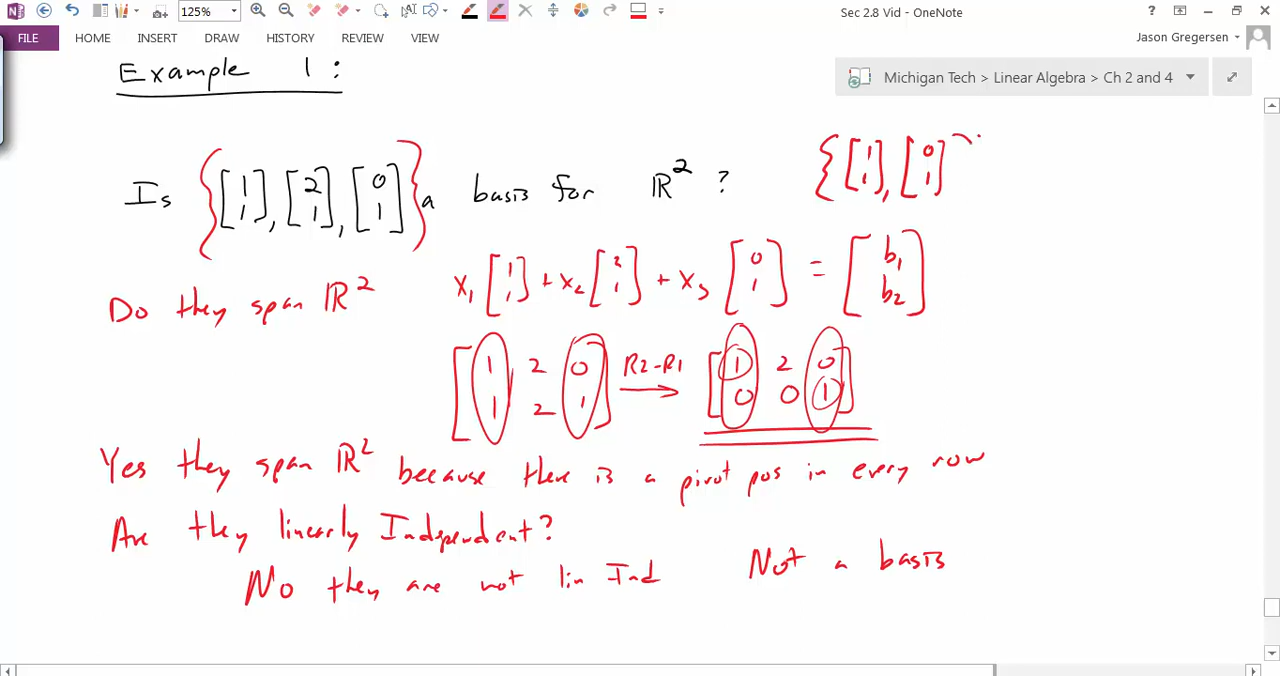 125%
Sec 2.8 Vid - OneNote
?
FILE HOME INSERT DRAW HISTORY REVIEW VIEW
Jason Gregersen
Michigan Tech > Linear Algebra > Ch 2 and 4
Example 1:
Is { [1 1], [2 1], [0 1] } a basis for ℝ² ?
{ [1 1], [0 1]
Do they span ℝ²
x₁ [1 1] + x₂ [2 1] + x₃ [0 1] = [b₁ b₂]
[1 2 0
1 2 1] R2-R1 → [1 2 0
0 0 1]
Yes they span ℝ² because there is a pivot pos in every row
Are they linearly Independent?
No they are not lin Ind
Not a basis